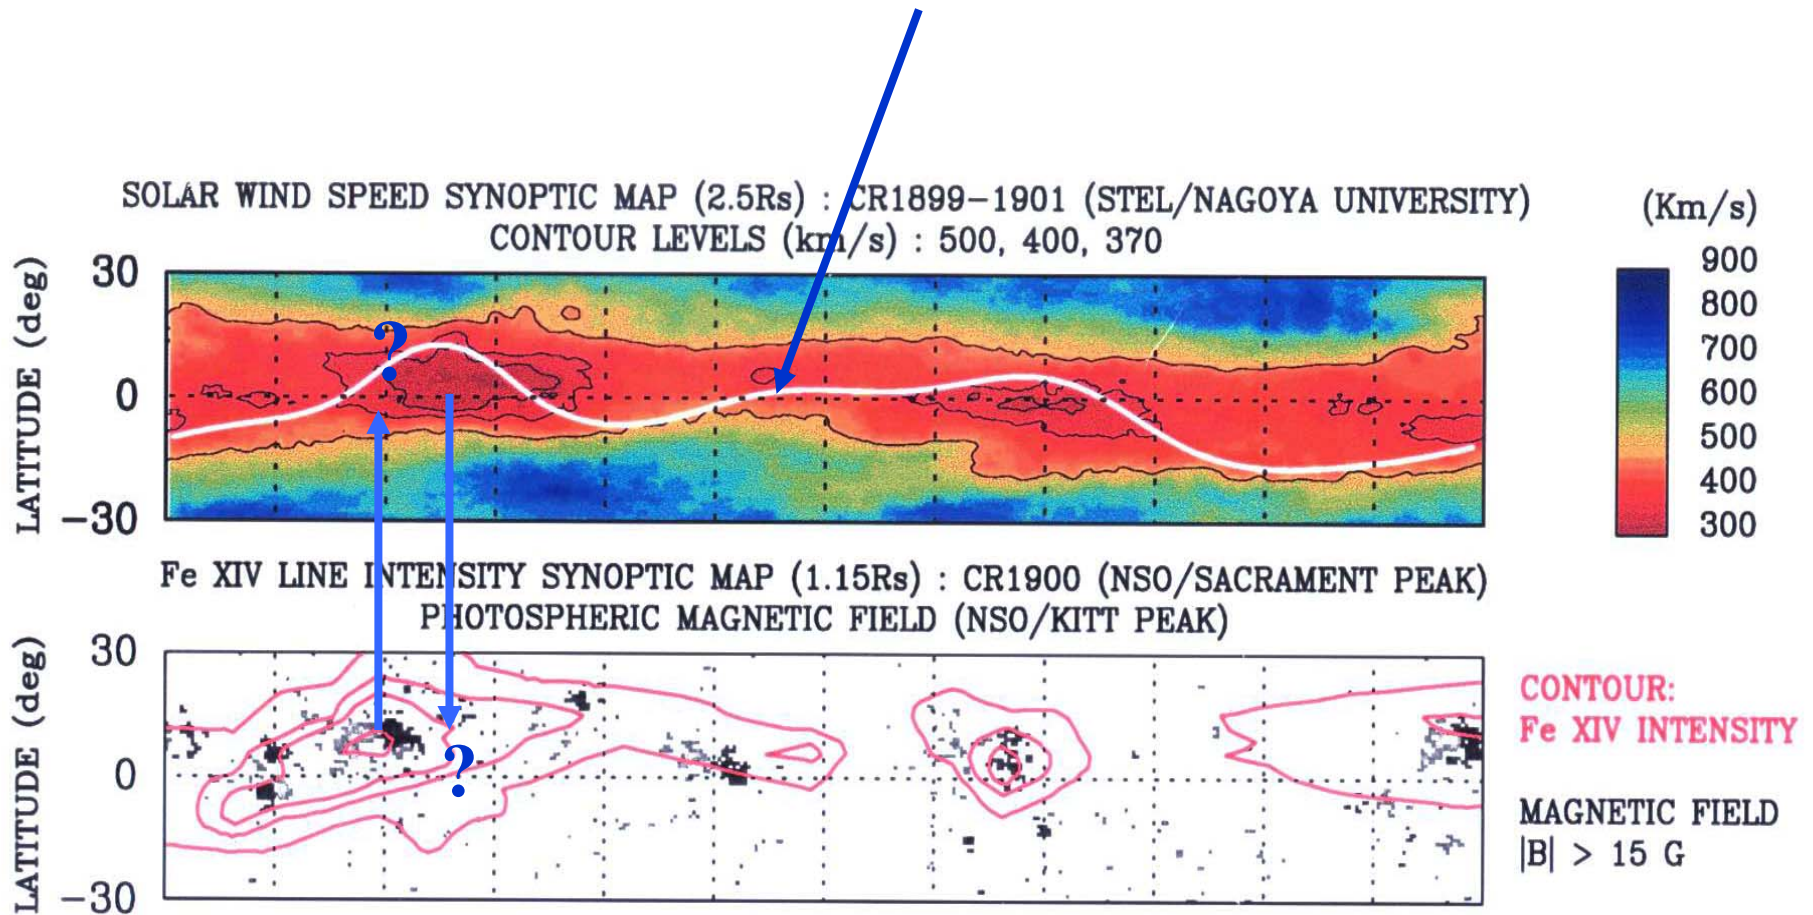 SOLAR WIND SPEED SYNOPTIC MAP (2.5Rs) : CR1899-1901 (STEL/NAGOYA UNIVERSITY)
CONTOUR LEVELS (km/s) : 500, 400, 370
(Km/s)
LATITUDE (deg)
30
0
-30
?
900
800
700
600
500
400
300
Fe XIV LINE INTENSITY SYNOPTIC MAP (1.15Rs) : CR1900 (NSO/SACRAMENT PEAK)
PHOTOSPHERIC MAGNETIC FIELD (NSO/KITT PEAK)
LATITUDE (deg)
30
0
-30
?
CONTOUR:
Fe XIV INTENSITY
MAGNETIC FIELD
|B| > 15 G